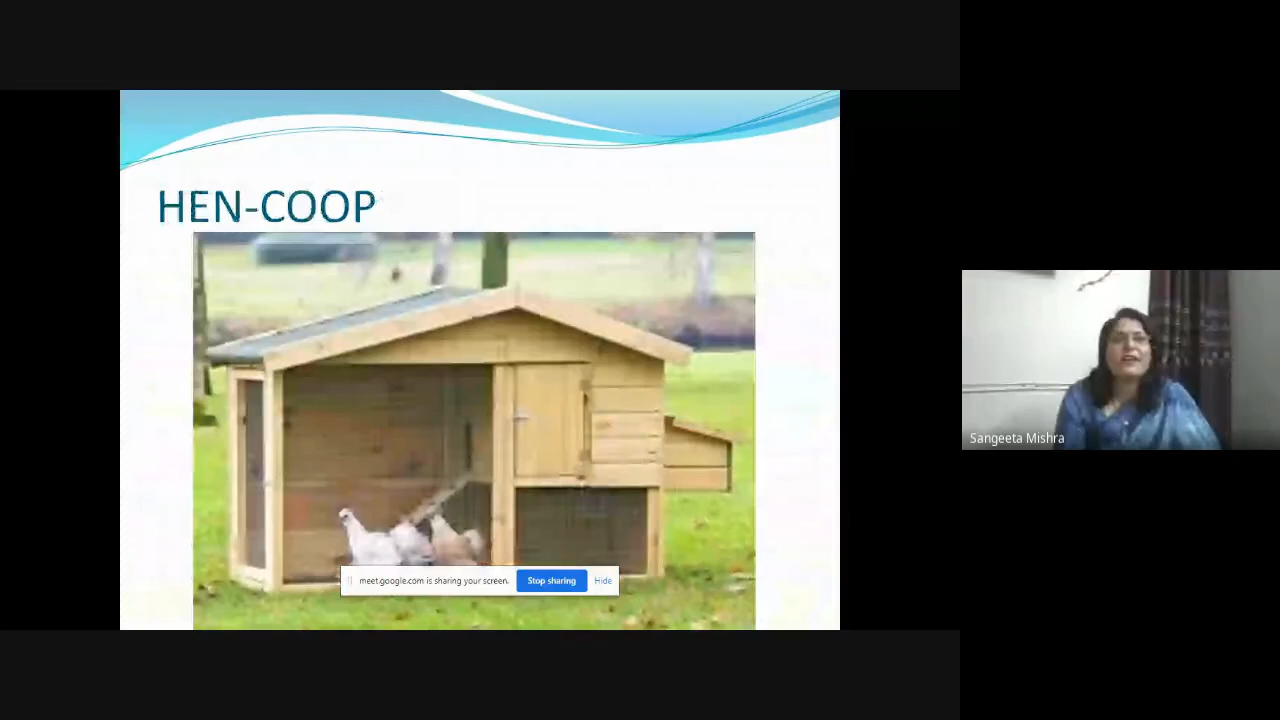 HEN-COOP
meet.google.com is sharing your screen.
Stop sharing
Hide
Sangeeta Mishra